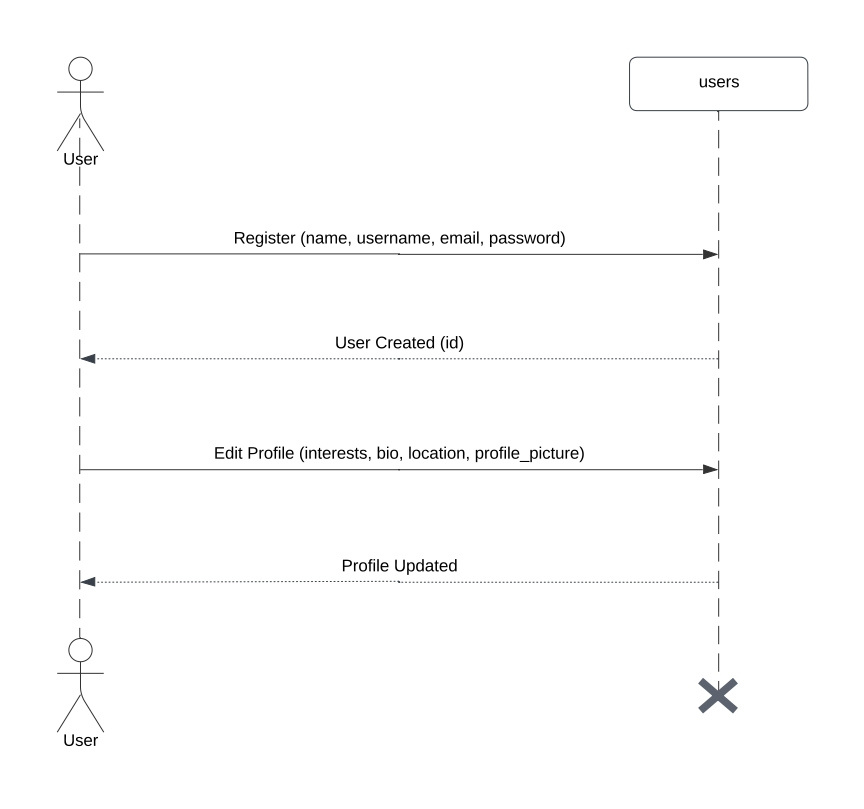 users
User
Register (name, username, email, password)
User Created (id)
Edit Profile (interests, bio, location, profile_picture)
Profile Updated
User